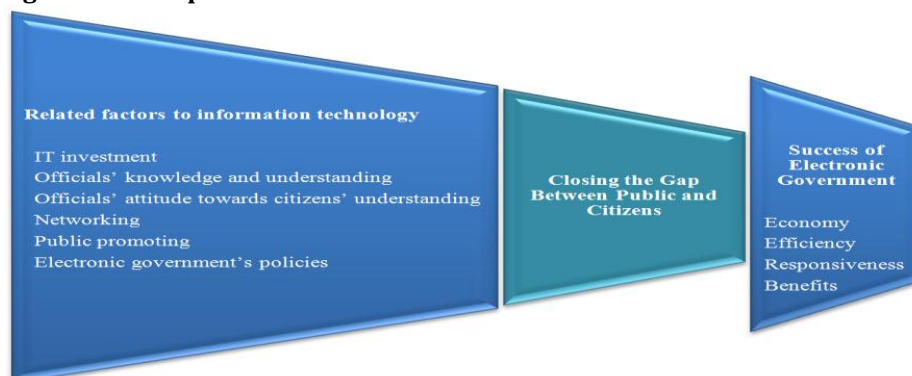 Related factors to information technology
IT investment
Officials' knowledge and understanding
Officials' attitude towards citizens' understanding
Networking
Public promoting
Electronic government's policies
Closing the Gap
Between Public and
Citizens
Success of
Electronic
Government
Economy
Efficiency
Responsiveness
Benefits